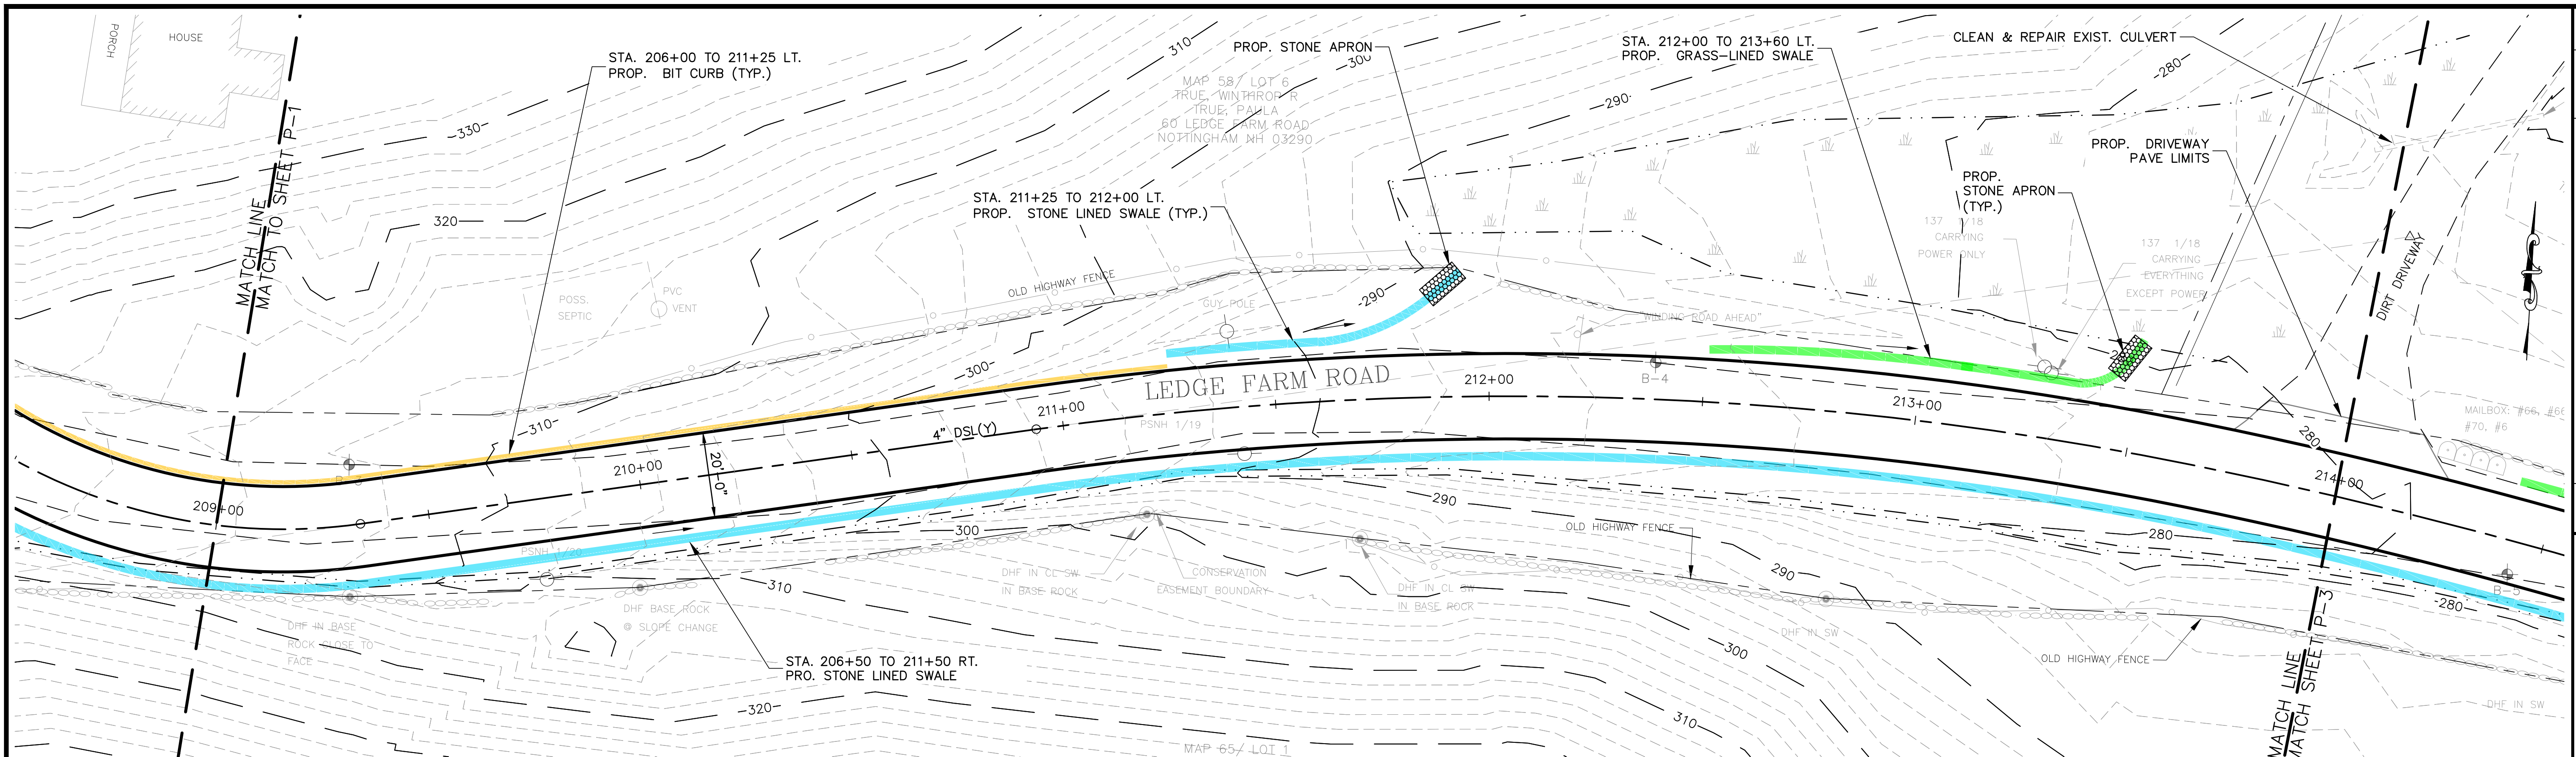 PORCH
HOUSE
MATCH LINE
MATCH TO SHEET P-1
STA. 206+00 TO 211+25 LT.
PROP. BIT CURB (TYP.)
-330-
320
310
PROP. STONE APRON
-300-
MAP 58/ LOT 6
TRUE, WINTHROP R
TRUE, PAULA
60 LEDGE FARM ROAD
NOTTINGHAM NH 03290
STA. 212+00 TO 213+60 LT.
PROP. GRASS-LINED SWALE
-290-
CLEAN & REPAIR EXIST. CULVERT
-280-
PROP. DRIVEWAY
PAVE LIMITS
PROP.
STONE APRON
(TYP.)
STA. 211+25 TO 212+00 LT.
PROP. STONE LINED SWALE (TYP.)
137 1/18
CARRYING
POWER ONLY
137 1/18
CARRYING
EVERYTHING
EXCEPT POWER
DIRT DRIVEWAY
OLD HIGHWAY FENCE
POSS.
SEPTIC
PVC
VENT
GUY POLE
-290-
"WINDING ROAD AHEAD"
-300-
LEDGE FARM ROAD
B-4
MAILBOX: #66, #66
#70, #6
-310-
209+00
210+00
211+00
212+00
213+00
214+00
280
4" DSL(Y)
20'-0"
PSNH 1/19
PSNH 1/20
300
290
OLD HIGHWAY FENCE
-280-
290
B-5
-280-
310
DHF IN BASE
ROCK CLOSE TO
FACE
DHF BASE ROCK
@ SLOPE CHANGE
DHF IN CL SW
IN BASE ROCK
CONSERVATION
EASEMENT BOUNDARY
DHF IN CL SW
IN BASE ROCK
DHF IN SW
300
OLD HIGHWAY FENCE
STA. 206+50 TO 211+50 RT.
PRO. STONE LINED SWALE
-320-
310
MAP 65/ LOT 1
MATCH LINE
MATCH SHEET P-3
DHF IN SW